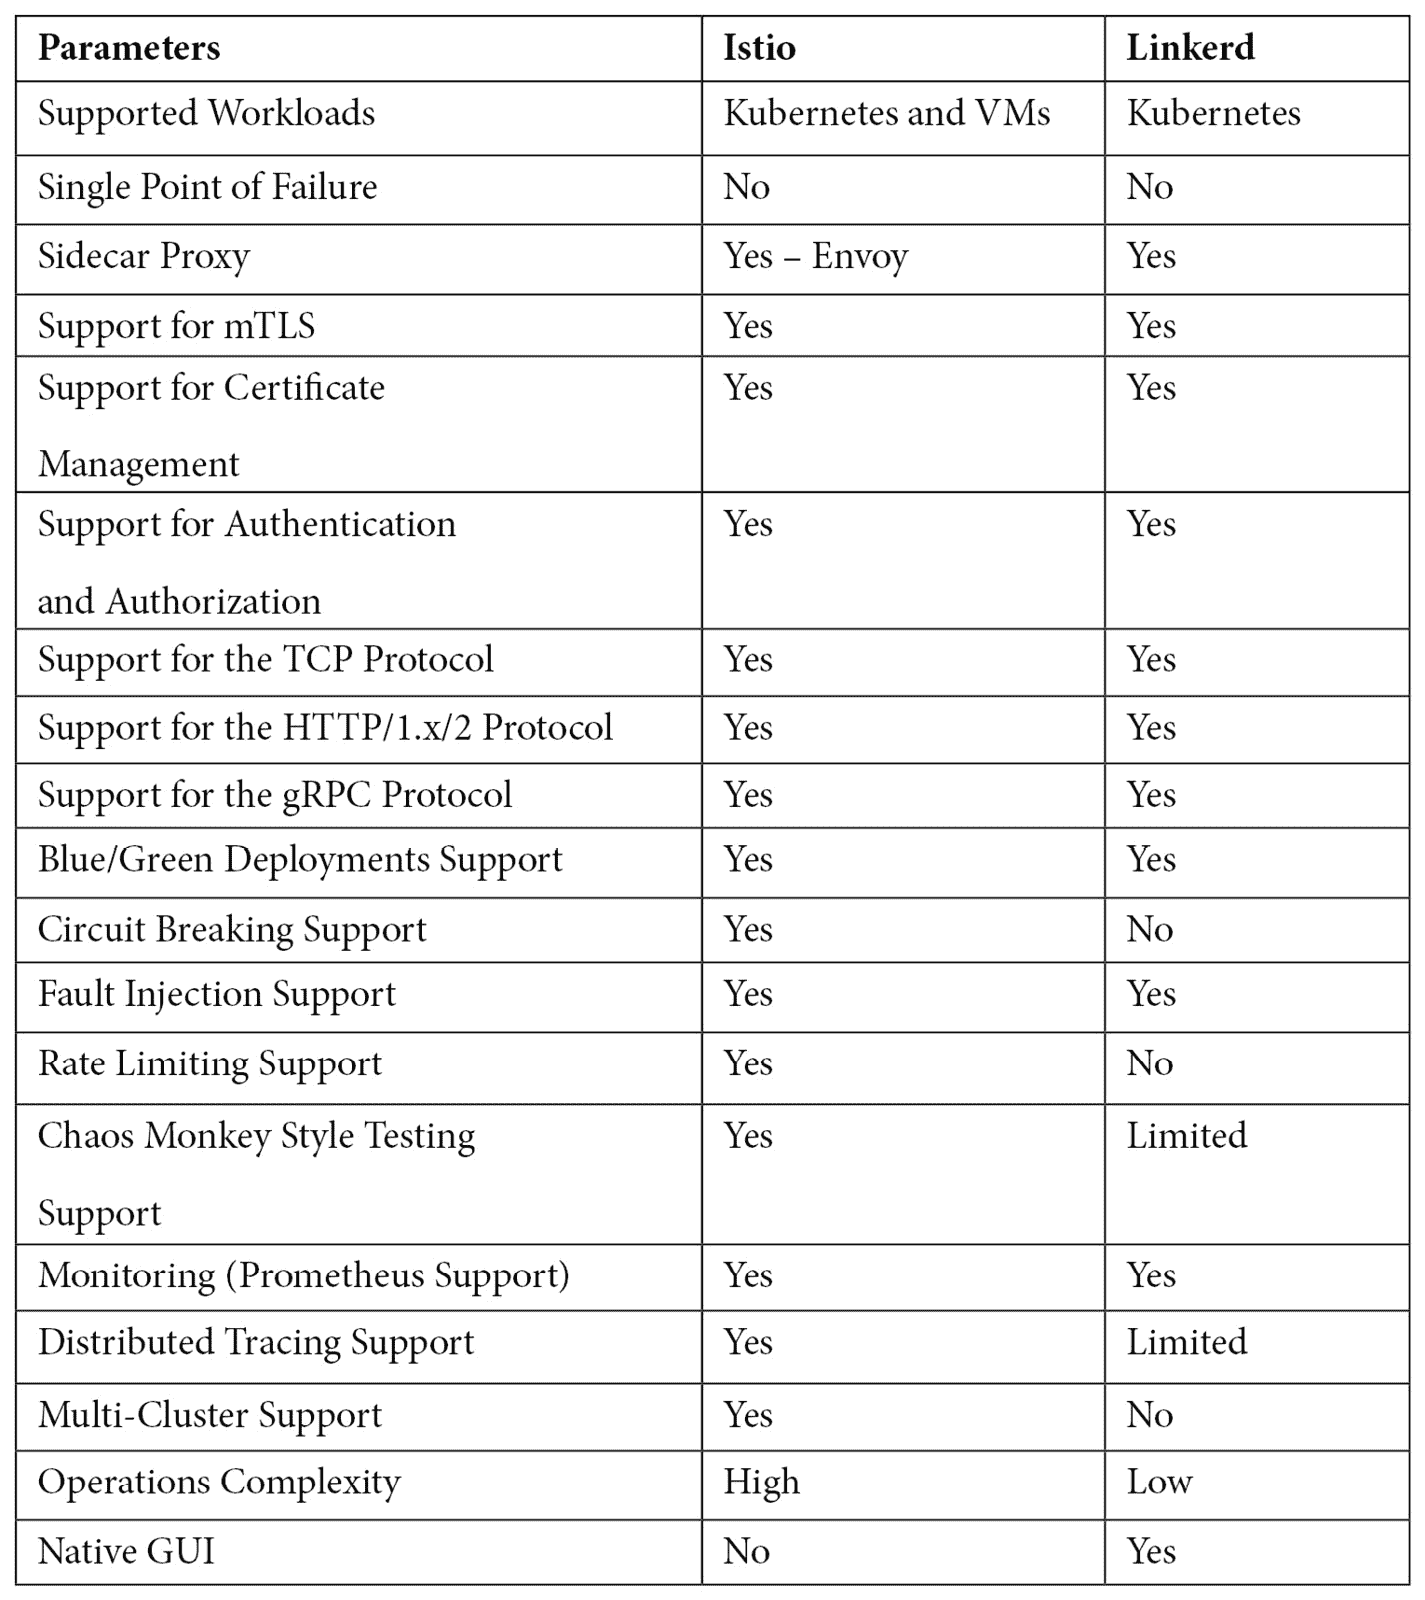 Parameters Istio Linkerd
Supported Workloads Kubernetes and VMs Kubernetes
Single Point of Failure No No
Sidecar Proxy Yes – Envoy Yes
Support for mTLS Yes Yes
Support for Certificate Yes Yes
Management
Support for Authentication Yes Yes
and Authorization
Support for the TCP Protocol Yes Yes
Support for the HTTP/1.x/2 Protocol Yes Yes
Support for the gRPC Protocol Yes Yes
Blue/Green Deployments Support Yes Yes
Circuit Breaking Support Yes No
Fault Injection Support Yes Yes
Rate Limiting Support Yes No
Chaos Monkey Style Testing Yes Limited
Support
Monitoring (Prometheus Support) Yes Yes
Distributed Tracing Support Yes Limited
Multi-Cluster Support Yes No
Operations Complexity High Low
Native GUI No Yes